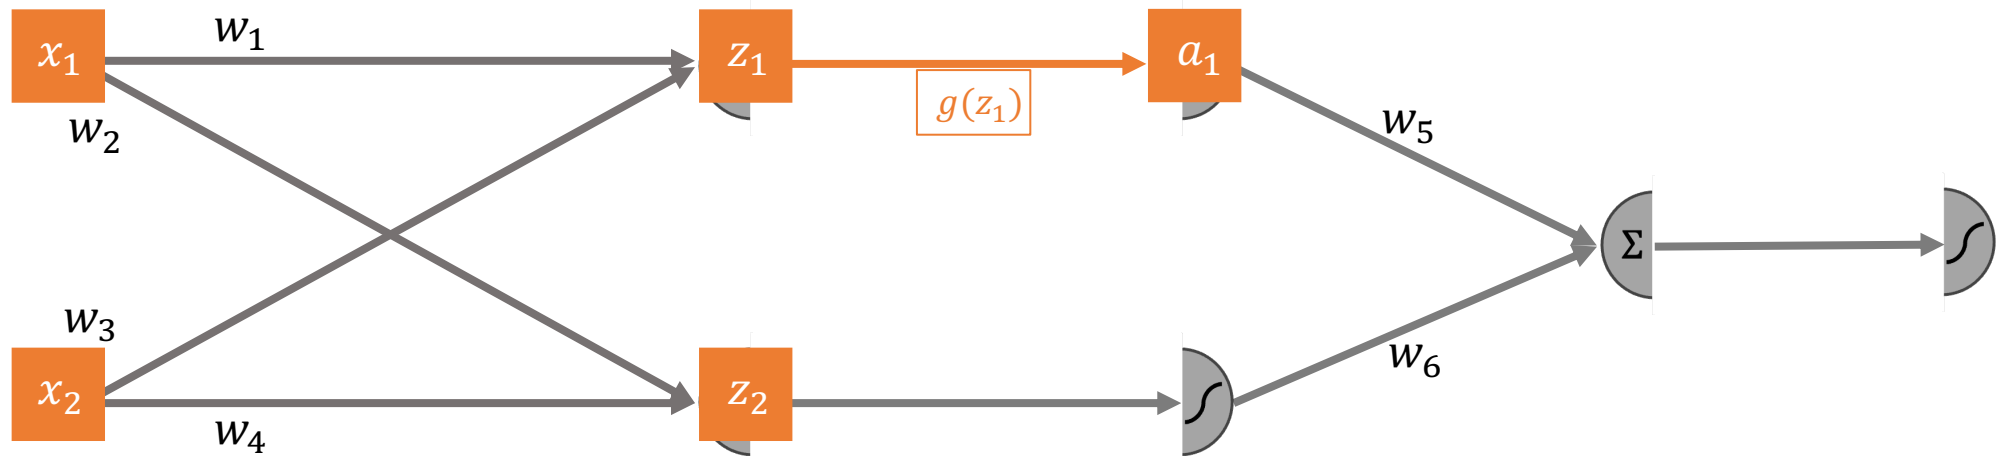 x₁
w₁
z₁
a₁
g(z₁)
w₂
w₅
Σ
w₃
x₂
w₄
z₂
w₆